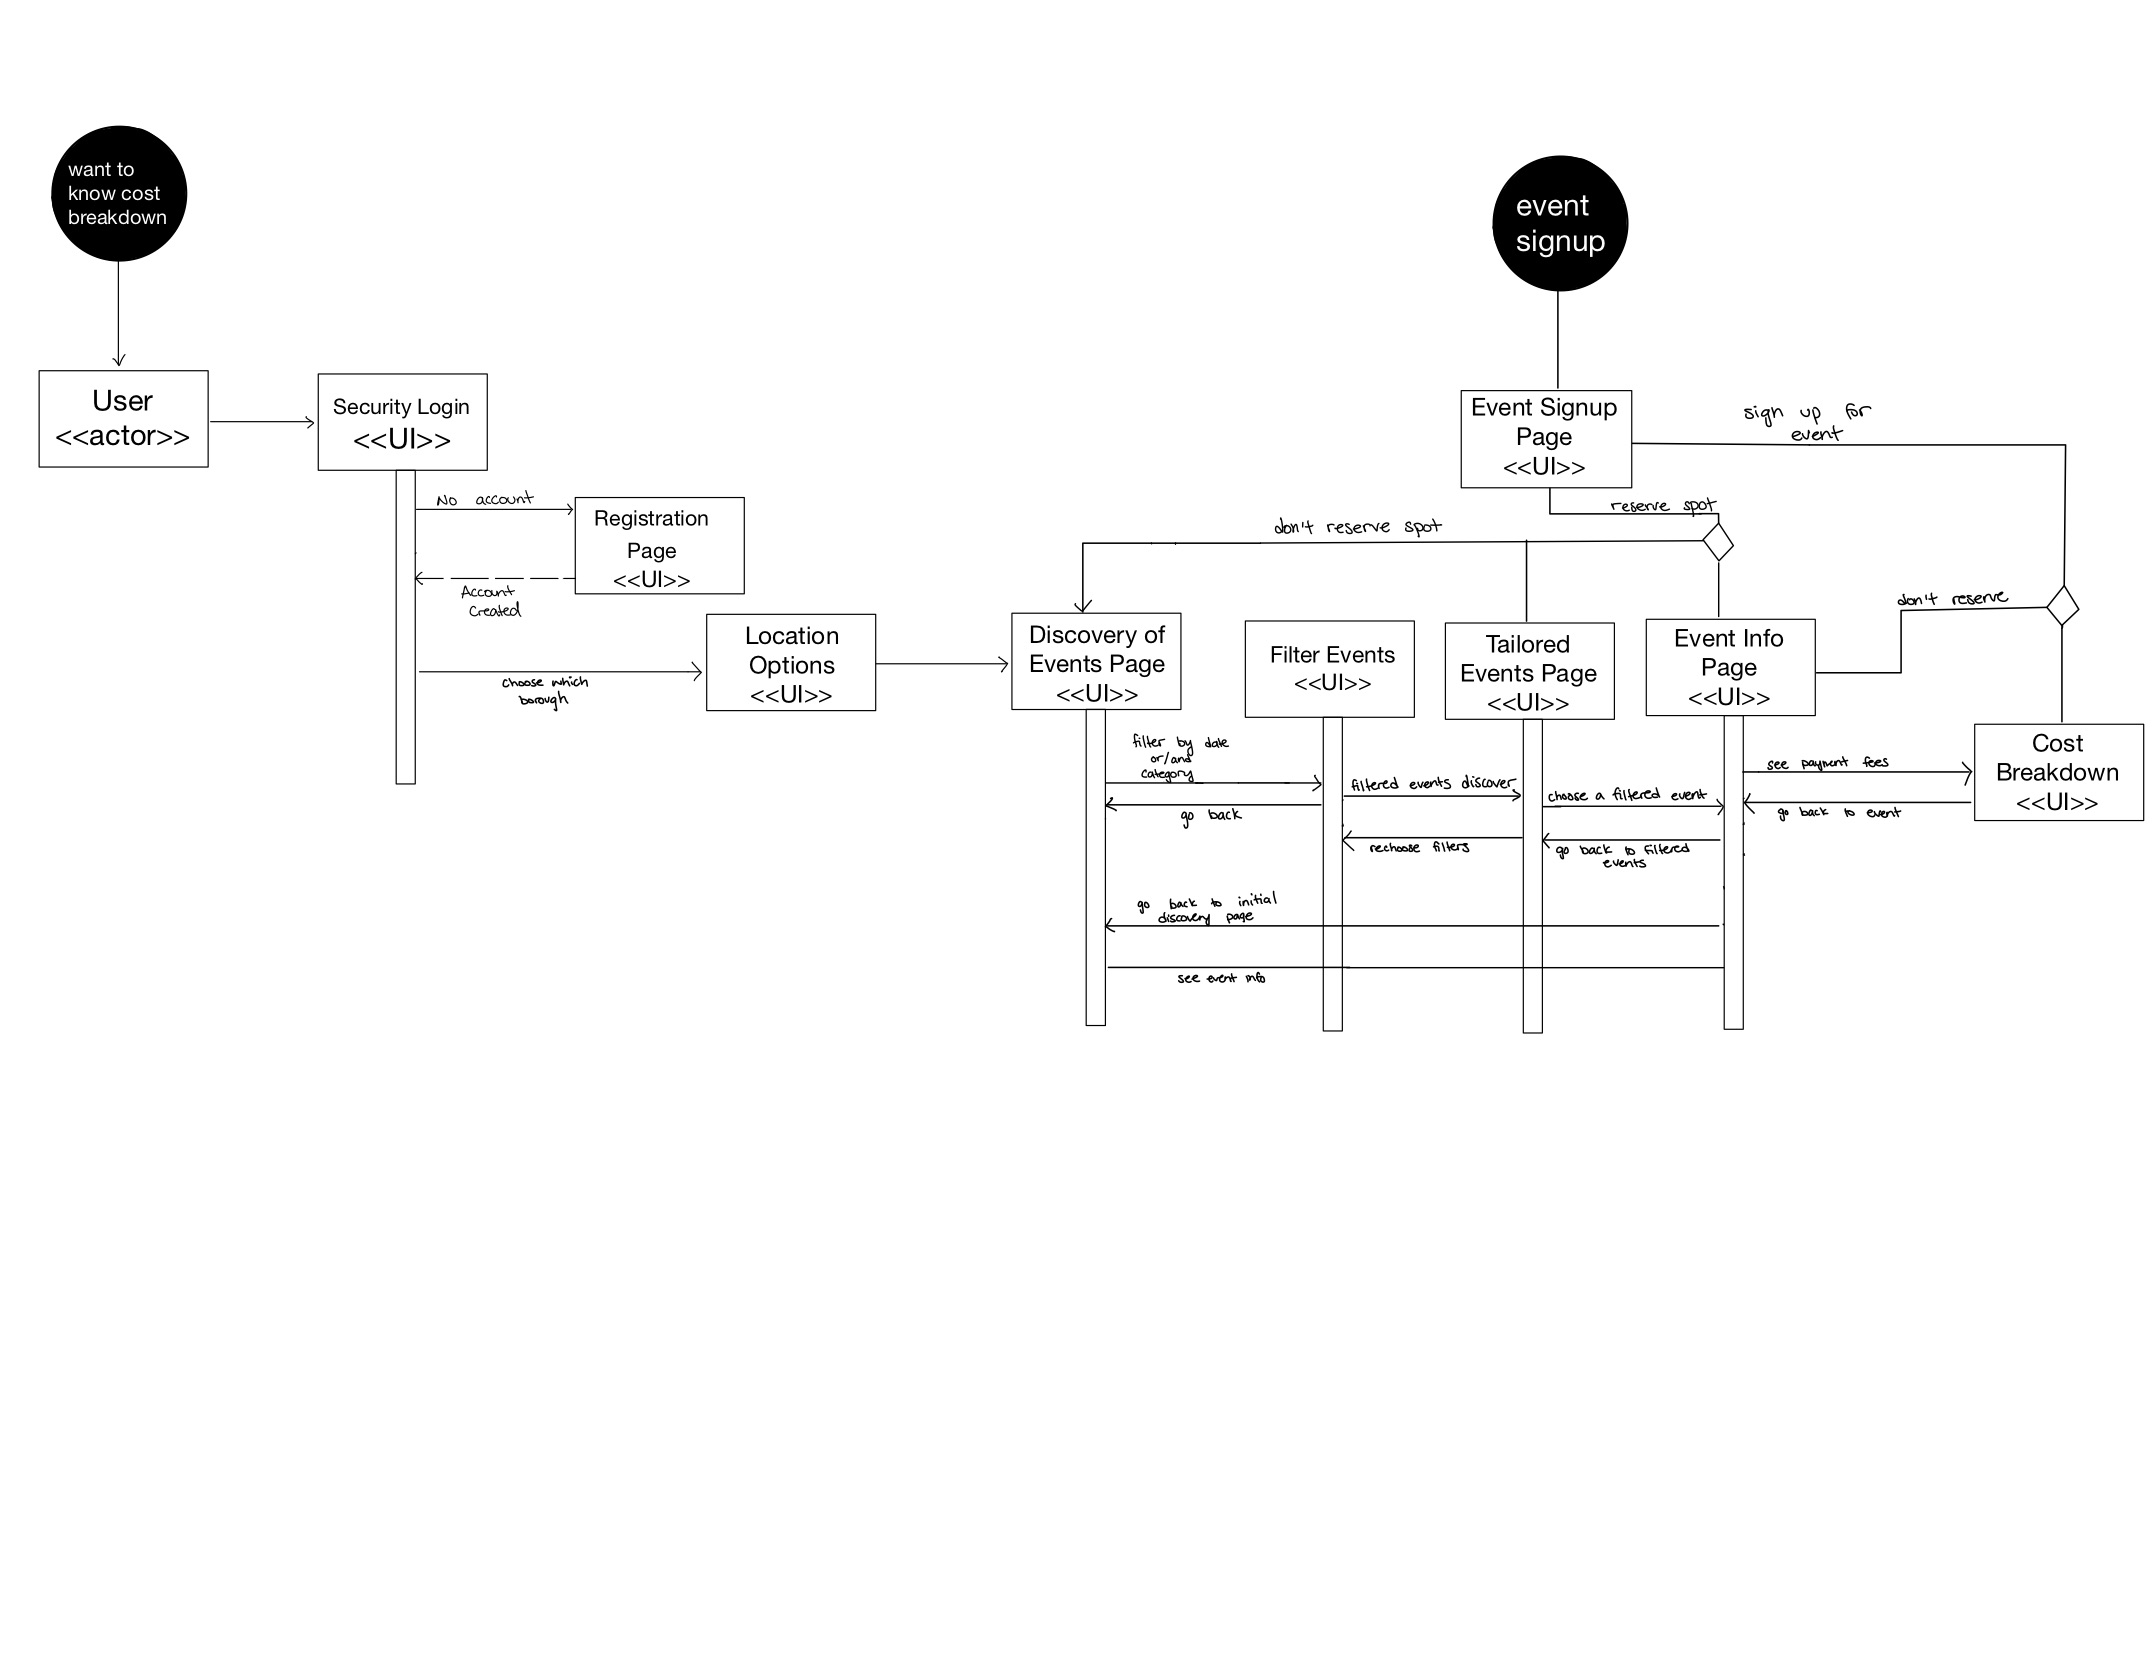 want to
know cost
breakdown
event
signup
User
<<actor>>
Security Login
<<UI>>
Event Signup
Page
<<UI>>
sign up for
event
No account
Registration
Page
<<UI>>
Account
Created
reserve spot
don't reserve spot
don't reserve
choose which
borough
Location
Options
<<UI>>
Discovery of
Events Page
<<UI>>
Filter Events
<<UI>>
Tailored
Events Page
<<UI>>
Event Info
Page
<<UI>>
Cost
Breakdown
<<UI>>
filter by date
or/and
category
go back
filtered events discover
rechoose filters
choose a filtered event
go back to filtered
events
see payment fees
go back to event
go back to initial
discovery page
see event info